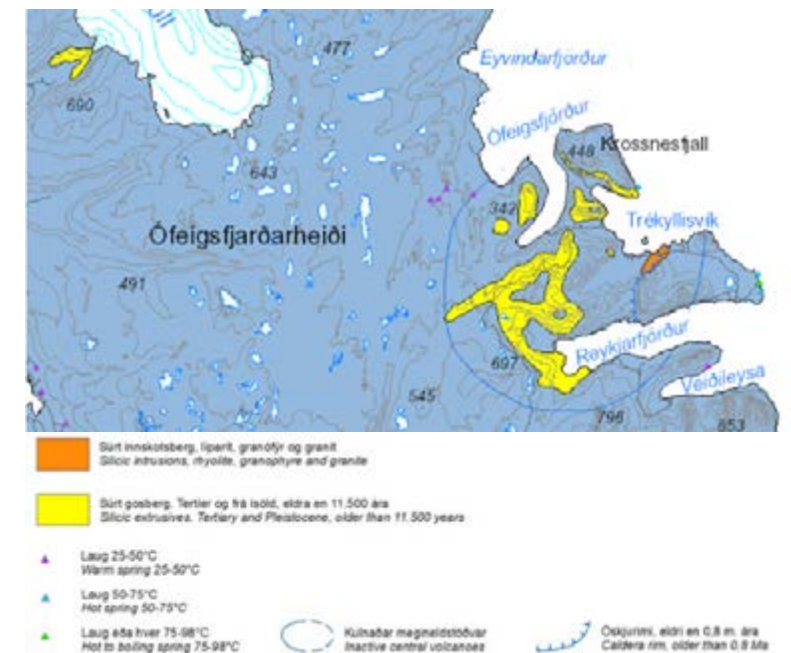 477
Eyvindarfjörður
690
Ófeigsfjörður
448
Krossnesfjall
643
342
Trékyllisvík
Ófeigsfjarðarheiði
491
Reykjarfjörður
697
Veiðileysa
545
796
653
Súrt innskotsberg, líparít, granófýr og granít
Silicic intrusions, rhyolite, granophyre and granite
Súrt gosberg. Tertíer og frá ísöld, eldra en 11.500 ára
Silicic extrusives. Tertiary and Pleistocene, older than 11.500 years
Laug 25-50°C
Warm spring 25-50°C
Laug 50-75°C
Hot spring 50-75°C
Laug eða hver 75-98°C
Hot to boiling spring 75-98°C
Kulnaðar megineldstöðvar
Inactive central volcanoes
Öskjurimi, eldri en 0,8 m. ára
Caldera rim, older than 0.8 Ma